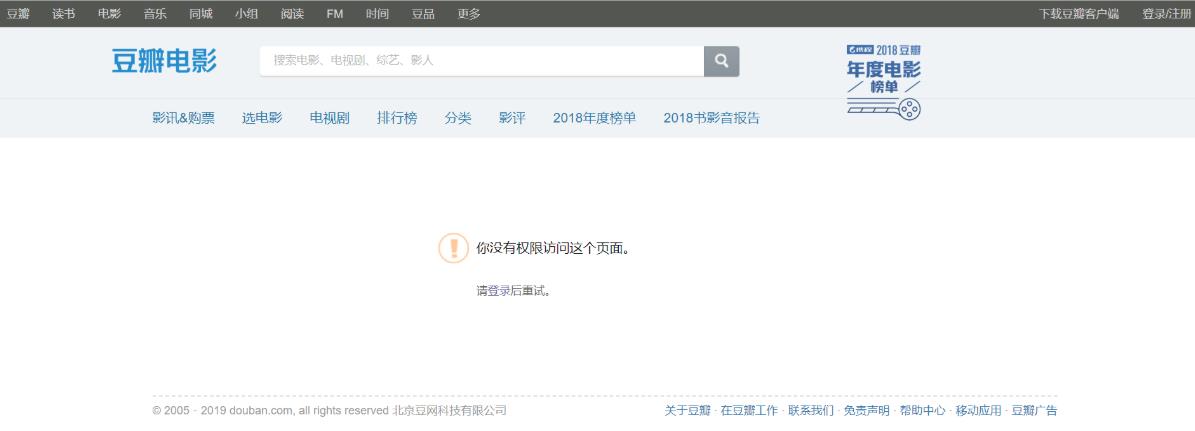 豆瓣 读书 电影 音乐 同城 小组 阅读 FM 时间 豆品 更多 下载豆瓣客户端 登录/注册
豆瓣电影 搜索电影、电视剧、综艺、影人
2018豆瓣
年度电影
榜单
影讯&购票 选电影 电视剧 排行榜 分类 影评 2018年度榜单 2018书影音报告
你没有权限访问这个页面。
请登录后重试。
© 2005－2019 douban.com, all rights reserved 北京豆网科技有限公司 关于豆瓣 · 在豆瓣工作 · 联系我们 · 免责声明 · 帮助中心 · 移动应用 · 豆瓣广告